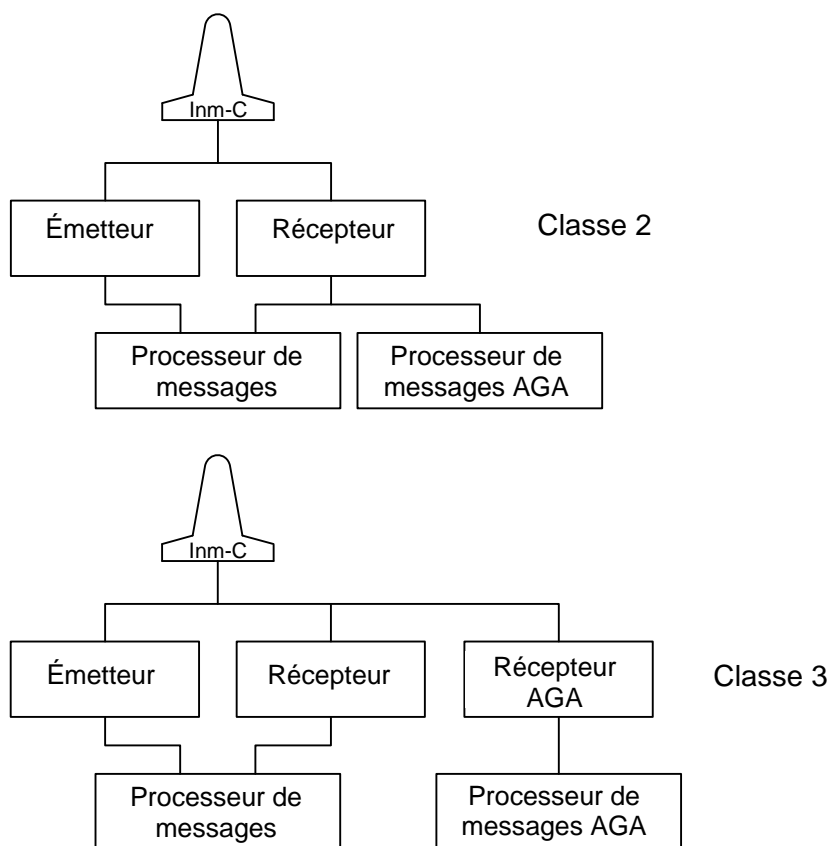 Inm-C
Émetteur
Récepteur
Classe 2
Processeur de
messages
Processeur de
messages AGA
Inm-C
Émetteur
Récepteur
Récepteur
AGA
Classe 3
Processeur de
messages
Processeur de
messages AGA